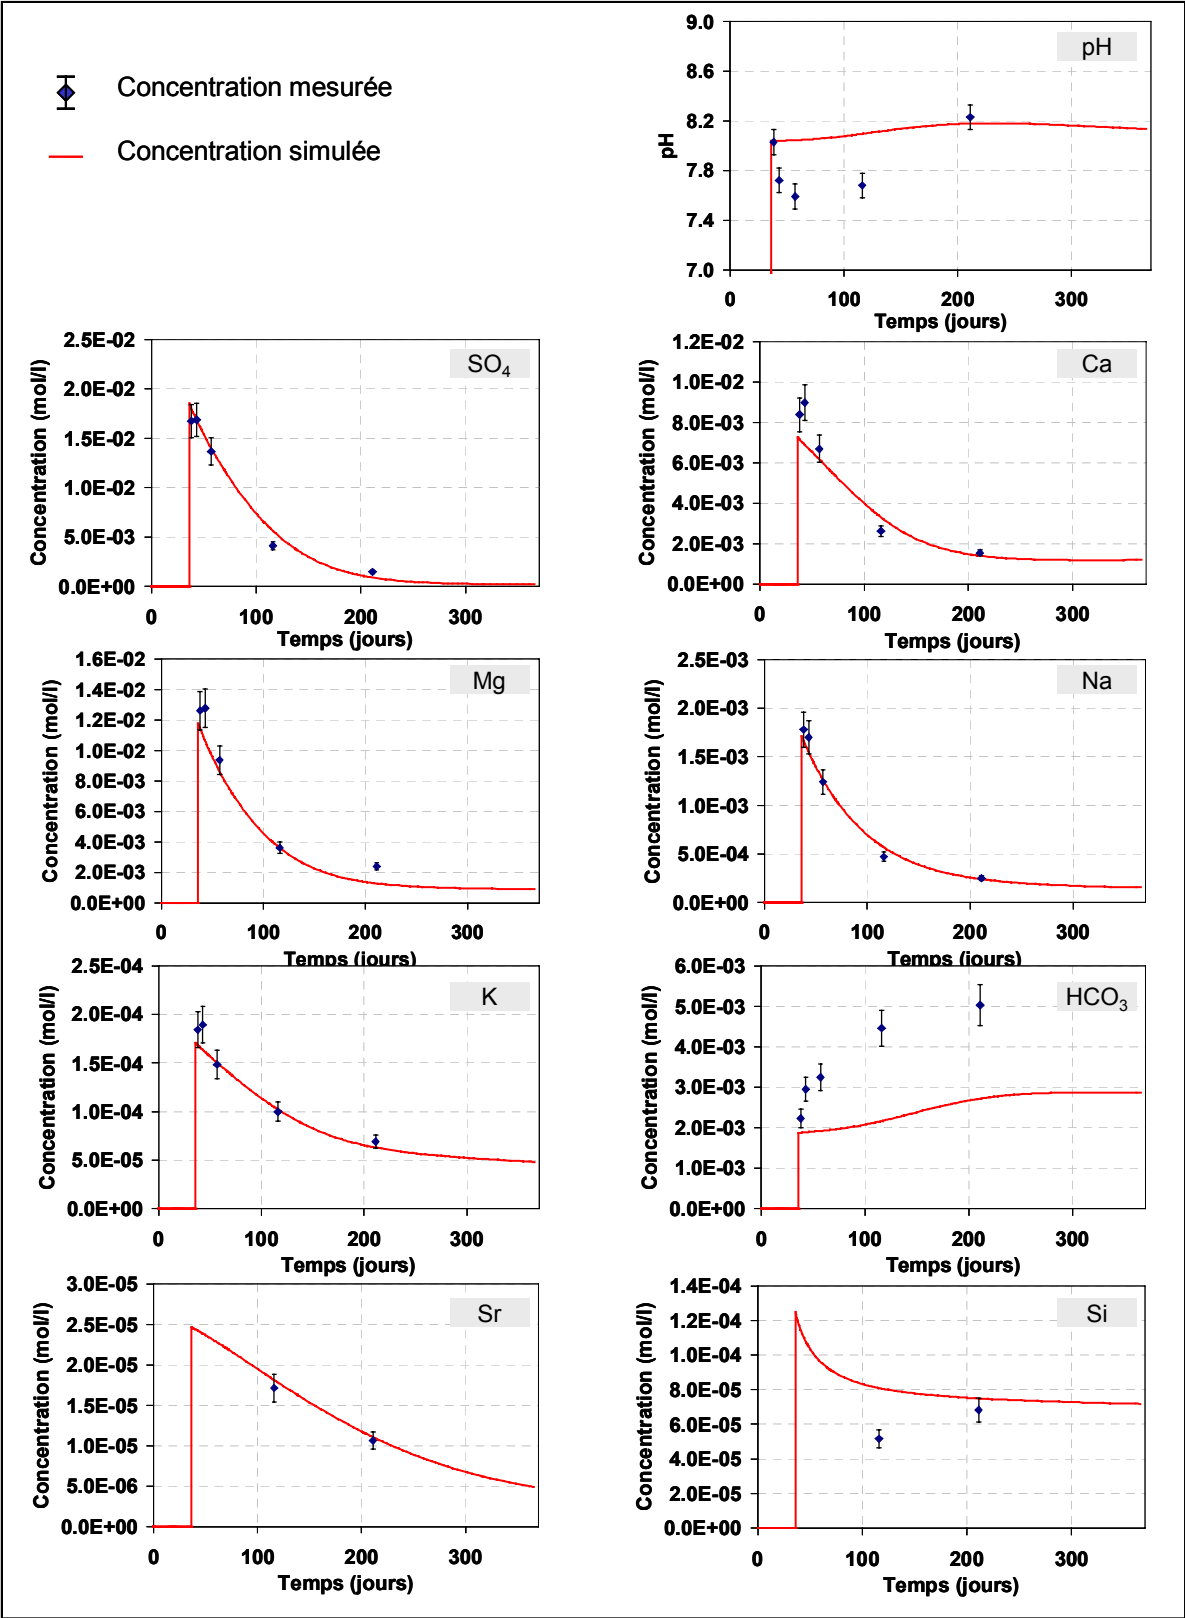 Concentration mesurée
Concentration simulée
pH
pH
9.0
8.6
8.2
7.8
7.4
7.0
0 100 200 300
Temps (jours)
SO4
Concentration (mol/l)
2.5E-02
2.0E-02
1.5E-02
1.0E-02
5.0E-03
0.0E+00
0 100 200 300
Temps (jours)
Ca
Concentration (mol/l)
1.2E-02
1.0E-02
8.0E-03
6.0E-03
4.0E-03
2.0E-03
0.0E+00
0 100 200 300
Temps (jours)
Mg
Concentration (mol/l)
1.6E-02
1.4E-02
1.2E-02
1.0E-02
8.0E-03
6.0E-03
4.0E-03
2.0E-03
0.0E+00
0 100 200 300
Temps (jours)
Na
Concentration (mol/l)
2.5E-03
2.0E-03
1.5E-03
1.0E-03
5.0E-04
0.0E+00
0 100 200 300
Temps (jours)
K
Concentration (mol/l)
2.5E-04
2.0E-04
1.5E-04
1.0E-04
5.0E-05
0.0E+00
0 100 200 300
Temps (jours)
HCO3
Concentration (mol/l)
6.0E-03
5.0E-03
4.0E-03
3.0E-03
2.0E-03
1.0E-03
0.0E+00
0 100 200 300
Temps (jours)
Sr
Concentration (mol/l)
3.0E-05
2.5E-05
2.0E-05
1.5E-05
1.0E-05
5.0E-06
0.0E+00
0 100 200 300
Temps (jours)
Si
Concentration (mol/l)
1.4E-04
1.2E-04
1.0E-04
8.0E-05
6.0E-05
4.0E-05
2.0E-05
0.0E+00
0 100 200 300
Temps (jours)